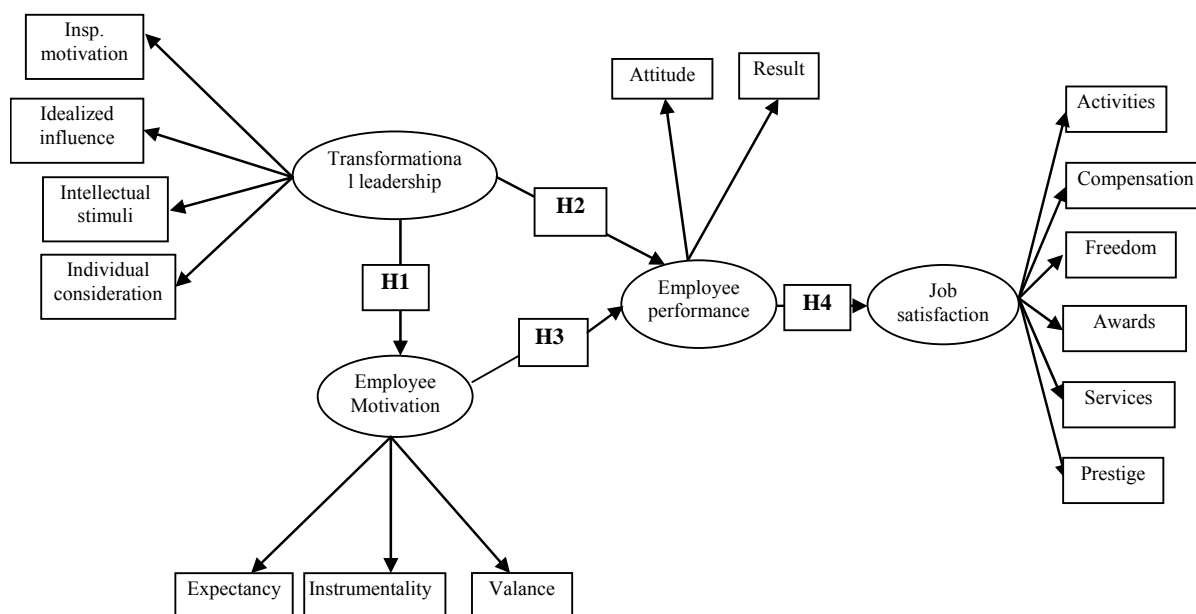 Insp.
motivation
Idealized
influence
Intellectual
stimuli
Individual
consideration
Transformationa
l leadership
H1
H2
H3
Employee
Motivation
Expectancy
Instrumentality
Valance
Attitude
Result
Employee
performance
H4
Job
satisfaction
Activities
Compensation
Freedom
Awards
Services
Prestige